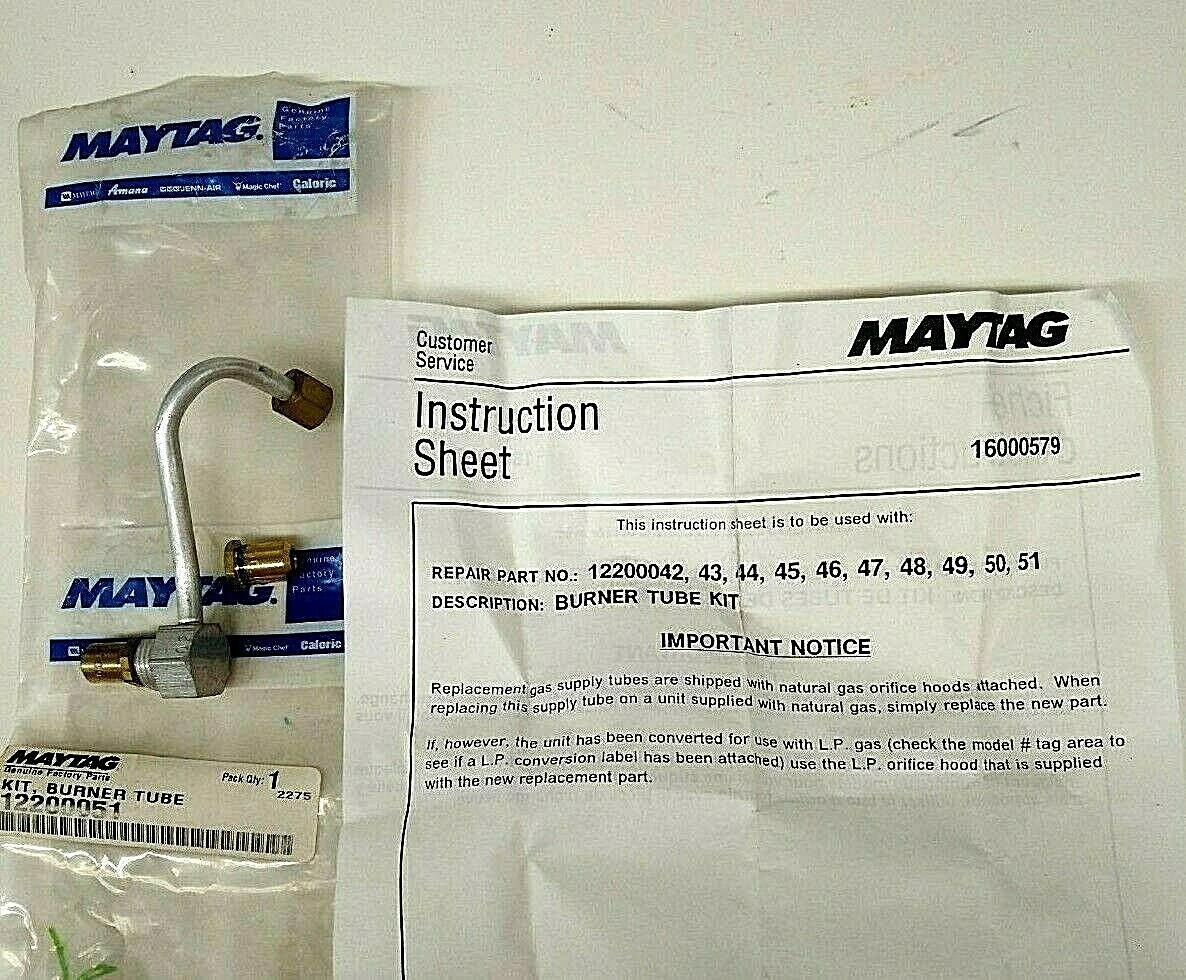 MAYTAG.
Genuine
Factory
Parts
MAYTAG Amana JENN-AIR Magic Chef Caloric
MAYTAG.
Factory
Parts
Magic Chef Caloric
MAYTAG
Genuine Factory Parts
Pack Qty: 1
2275
KIT, BURNER TUBE
12200051
Customer
Service
MAYTAG
Instruction
Sheet
16000579
This instruction sheet is to be used with:
REPAIR PART NO.: 12200042, 43, 44, 45, 46, 47, 48, 49, 50, 51
DESCRIPTION: BURNER TUBE KIT
IMPORTANT NOTICE
Replacement gas supply tubes are shipped with natural gas orifice hoods attached. When
replacing this supply tube on a unit supplied with natural gas, simply replace the new part.
If, however, the unit has been converted for use with L.P. gas (check the model # tag area to
see if a L.P. conversion label has been attached) use the L.P. orifice hood that is supplied
with the new replacement part.